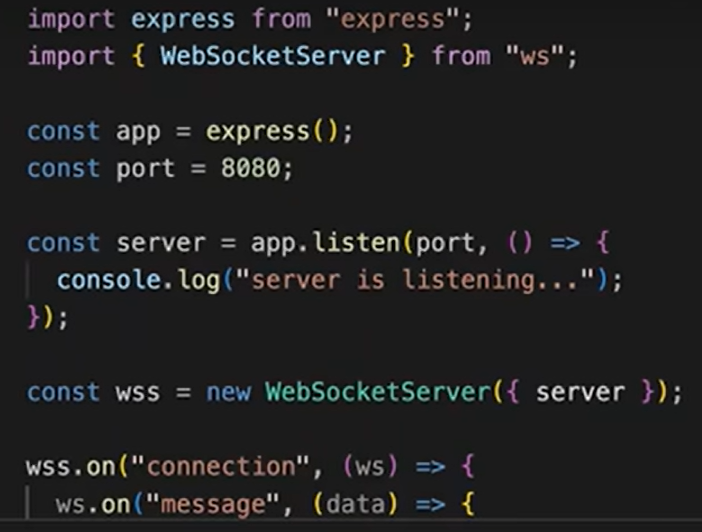 import express from "express";
import { WebSocketServer } from "ws";
const app = express();
const port = 8080;
const server = app.listen(port, () => {
console.log("server is listening...");
});
const wss = new WebSocketServer({ server });
wss.on("connection", (ws) => {
ws.on("message", (data) => {